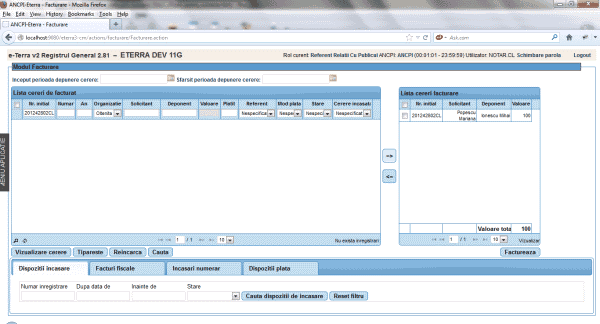 ANCPI-Eterra - Facturare - Mozilla Firefox
File Edit View History Bookmarks Tools Help
ANCPI-Eterra - Facturare
localhost:9080/eterra3-cm/actions/facturare/facturare.action
Ask.com
e-Terra v2 Registrul General 2.81 – ETERRA DEV 11G
Rol curent: Referent Relatii Cu Publicul ANCPI: ANCPI (00:01:01 - 23:59:59) Utilizator: NOTAR.CL Schimbare parola Logout
Modul Facturare
Inceput perioada depunere cerere: Sfarsit perioada depunere cerere:
Lista cereri de facturat
Nr. initial Numar An Organizatie Solicitant Deponent Valoare Platit Referent Mod plata Stare Cerere incasata
201242802CL Oferita Nespecifica Nespe Nespeci Nespecificat
1 / 1 10 Nu exista inregistrari
Vizualizare cerere Tipareste Reincarca Cauta
Lista cereri facturare
Nr. initial Solicitant Deponent Valoare
201242802CL Popescu Mariana Ionescu Mihai 100
Valoare tota 100
1 / 1 10 Vizualizar
Factureaza
MENIU APLICATIE
Dispozitii incasare Facturi fiscale Incasari numerar Dispozitii plata
Numar inregistrare Dupa data de Inainte de Stare
Cauta dispozitii de incasare Reset filtru